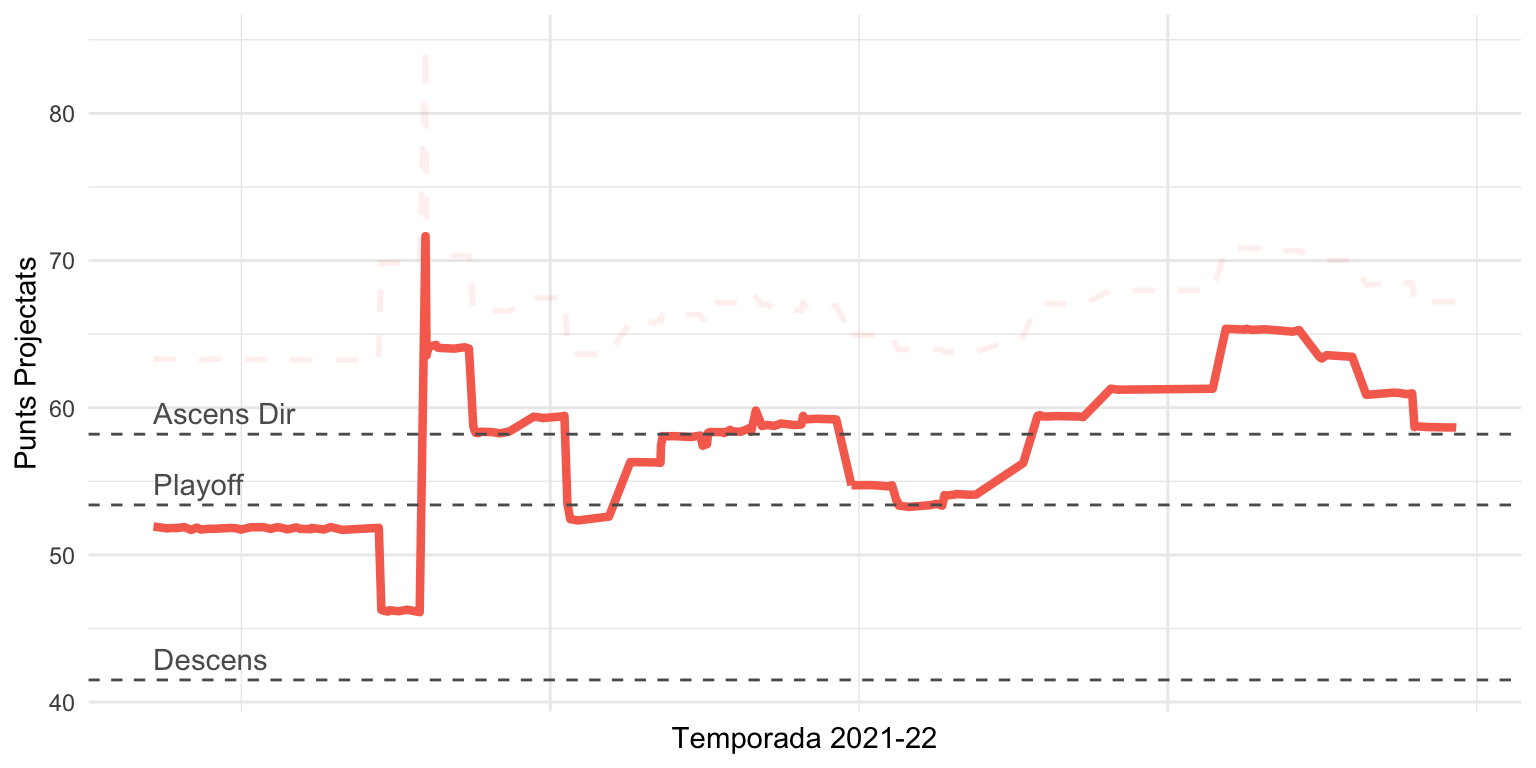 80
70
60
50
40
Punts Projectats
Ascens Dir
Playoff
Descens
Temporada 2021-22